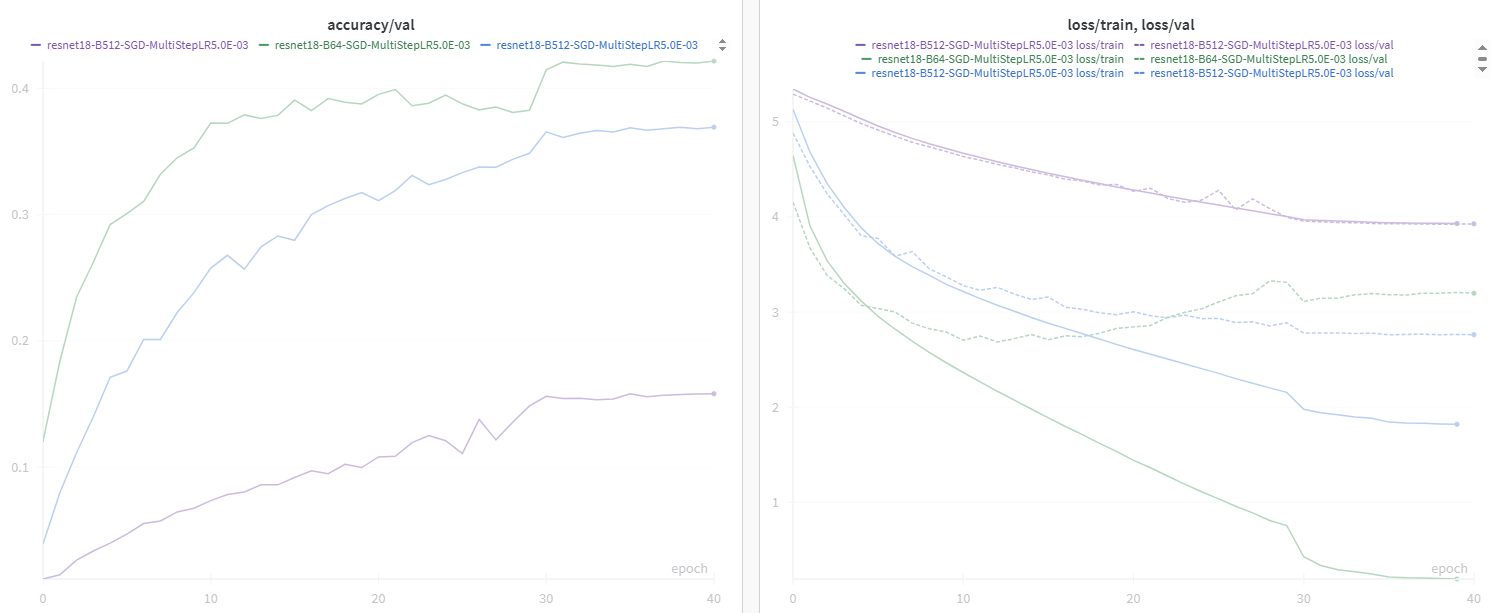 accuracy/val
resnet18-B512-SGD-MultiStepLR5.0E-03 resnet18-B64-SGD-MultiStepLR5.0E-03 resnet18-B512-SGD-MultiStepLR5.0E-03
0.4
0.3
0.2
0.1
epoch
0 10 20 30 40
loss/train, loss/val
resnet18-B512-SGD-MultiStepLR5.0E-03 loss/train resnet18-B512-SGD-MultiStepLR5.0E-03 loss/val
resnet18-B64-SGD-MultiStepLR5.0E-03 loss/train resnet18-B64-SGD-MultiStepLR5.0E-03 loss/val
resnet18-B512-SGD-MultiStepLR5.0E-03 loss/train resnet18-B512-SGD-MultiStepLR5.0E-03 loss/val
5
4
3
2
1
epoch
0 10 20 30 40